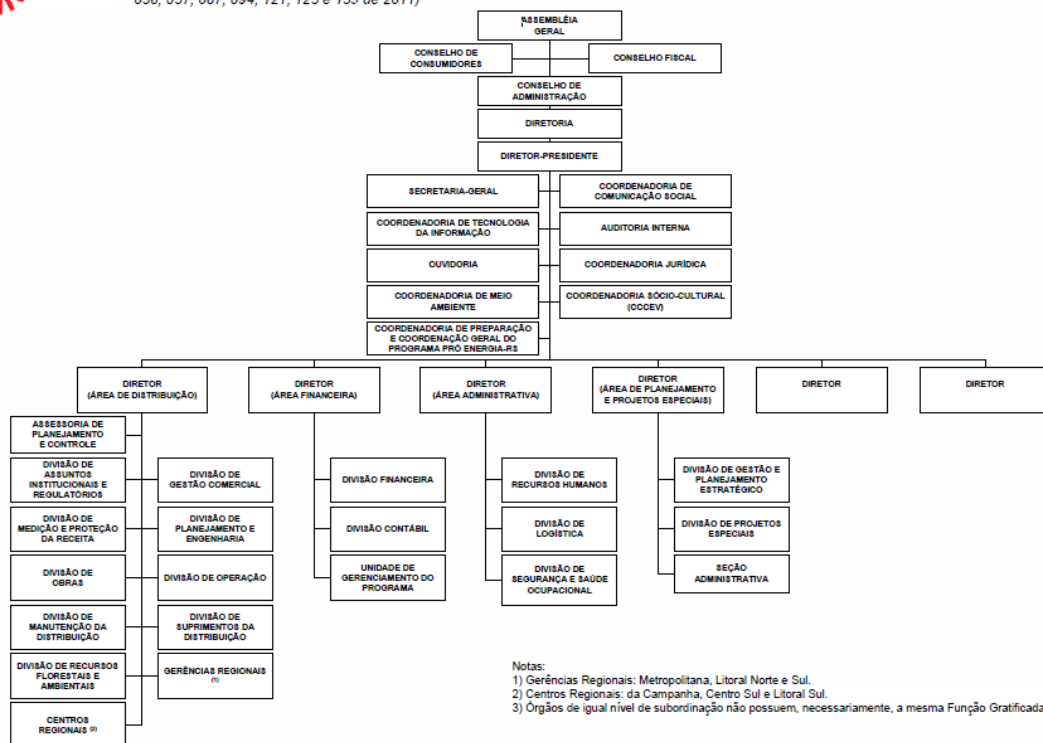 036, 037, 087, 094, 121, 125 e 135 de 2011)
ASSEMBLÉIA
GERAL
CONSELHO DE
CONSUMIDORES
CONSELHO FISCAL
CONSELHO DE
ADMINISTRAÇÃO
DIRETORIA
DIRETOR-PRESIDENTE
SECRETARIA-GERAL
COORDENADORIA DE
COMUNICAÇÃO SOCIAL
COORDENADORIA DE TECNOLOGIA
DA INFORMAÇÃO
AUDITORIA INTERNA
OUVIDORIA
COORDENADORIA JURÍDICA
COORDENADORIA DE MEIO
AMBIENTE
COORDENADORIA SÓCIO-CULTURAL
(CCCEV)
COORDENADORIA DE PREPARAÇÃO
E COORDENAÇÃO GERAL DO
PROGRAMA PRÓ ENERGIA-RS
DIRETOR
(ÁREA DE DISTRIBUIÇÃO)
DIRETOR
(ÁREA FINANCEIRA)
DIRETOR
(ÁREA ADMINISTRATIVA)
DIRETOR
(ÁREA DE PLANEJAMENTO
E PROJETOS ESPECIAIS)
DIRETOR
DIRETOR
ASSESSORIA DE
PLANEJAMENTO
E CONTROLE
DIVISÃO DE
ASSUNTOS
INSTITUCIONAIS E
REGULATÓRIOS
DIVISÃO DE
GESTÃO COMERCIAL
DIVISÃO DE
MEDIÇÃO E PROTEÇÃO
DA RECEITA
DIVISÃO DE
PLANEJAMENTO E
ENGENHARIA
DIVISÃO DE
OBRAS
DIVISÃO DE OPERAÇÃO
DIVISÃO DE
MANUTENÇÃO DA
DISTRIBUIÇÃO
DIVISÃO DE
SUPRIMENTOS DA
DISTRIBUIÇÃO
DIVISÃO DE RECURSOS
FLORESTAIS E
AMBIENTAIS
GERÊNCIAS REGIONAIS
(1)
CENTROS
REGIONAIS (2)
DIVISÃO FINANCEIRA
DIVISÃO CONTÁBIL
UNIDADE DE
GERENCIAMENTO DO
PROGRAMA
DIVISÃO DE
RECURSOS HUMANOS
DIVISÃO DE
LOGÍSTICA
DIVISÃO DE
SEGURANÇA E SAÚDE
OCUPACIONAL
DIVISÃO DE GESTÃO E
PLANEJAMENTO
ESTRATÉGICO
DIVISÃO DE PROJETOS
ESPECIAIS
SEÇÃO
ADMINISTRATIVA
Notas:
1) Gerências Regionais: Metropolitana, Litoral Norte e Sul.
2) Centros Regionais: da Campanha, Centro Sul e Litoral Sul.
3) Órgãos de igual nível de subordinação não possuem, necessariamente, a mesma Função Gratificada